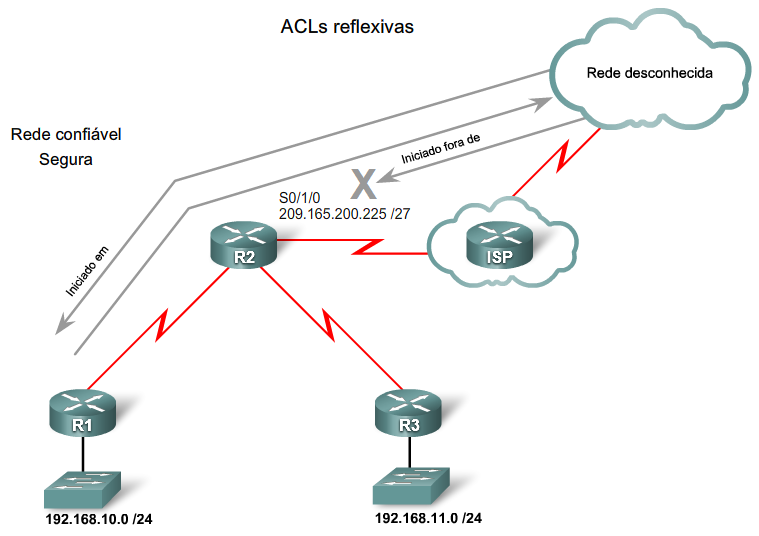 ACLs reflexivas
Rede desconhecida
Rede confiável
Segura
Iniciado fora de
X
S0/1/0
209.165.200.225 /27
Iniciado em
R2
ISP
R1
R3
192.168.10.0 /24
192.168.11.0 /24